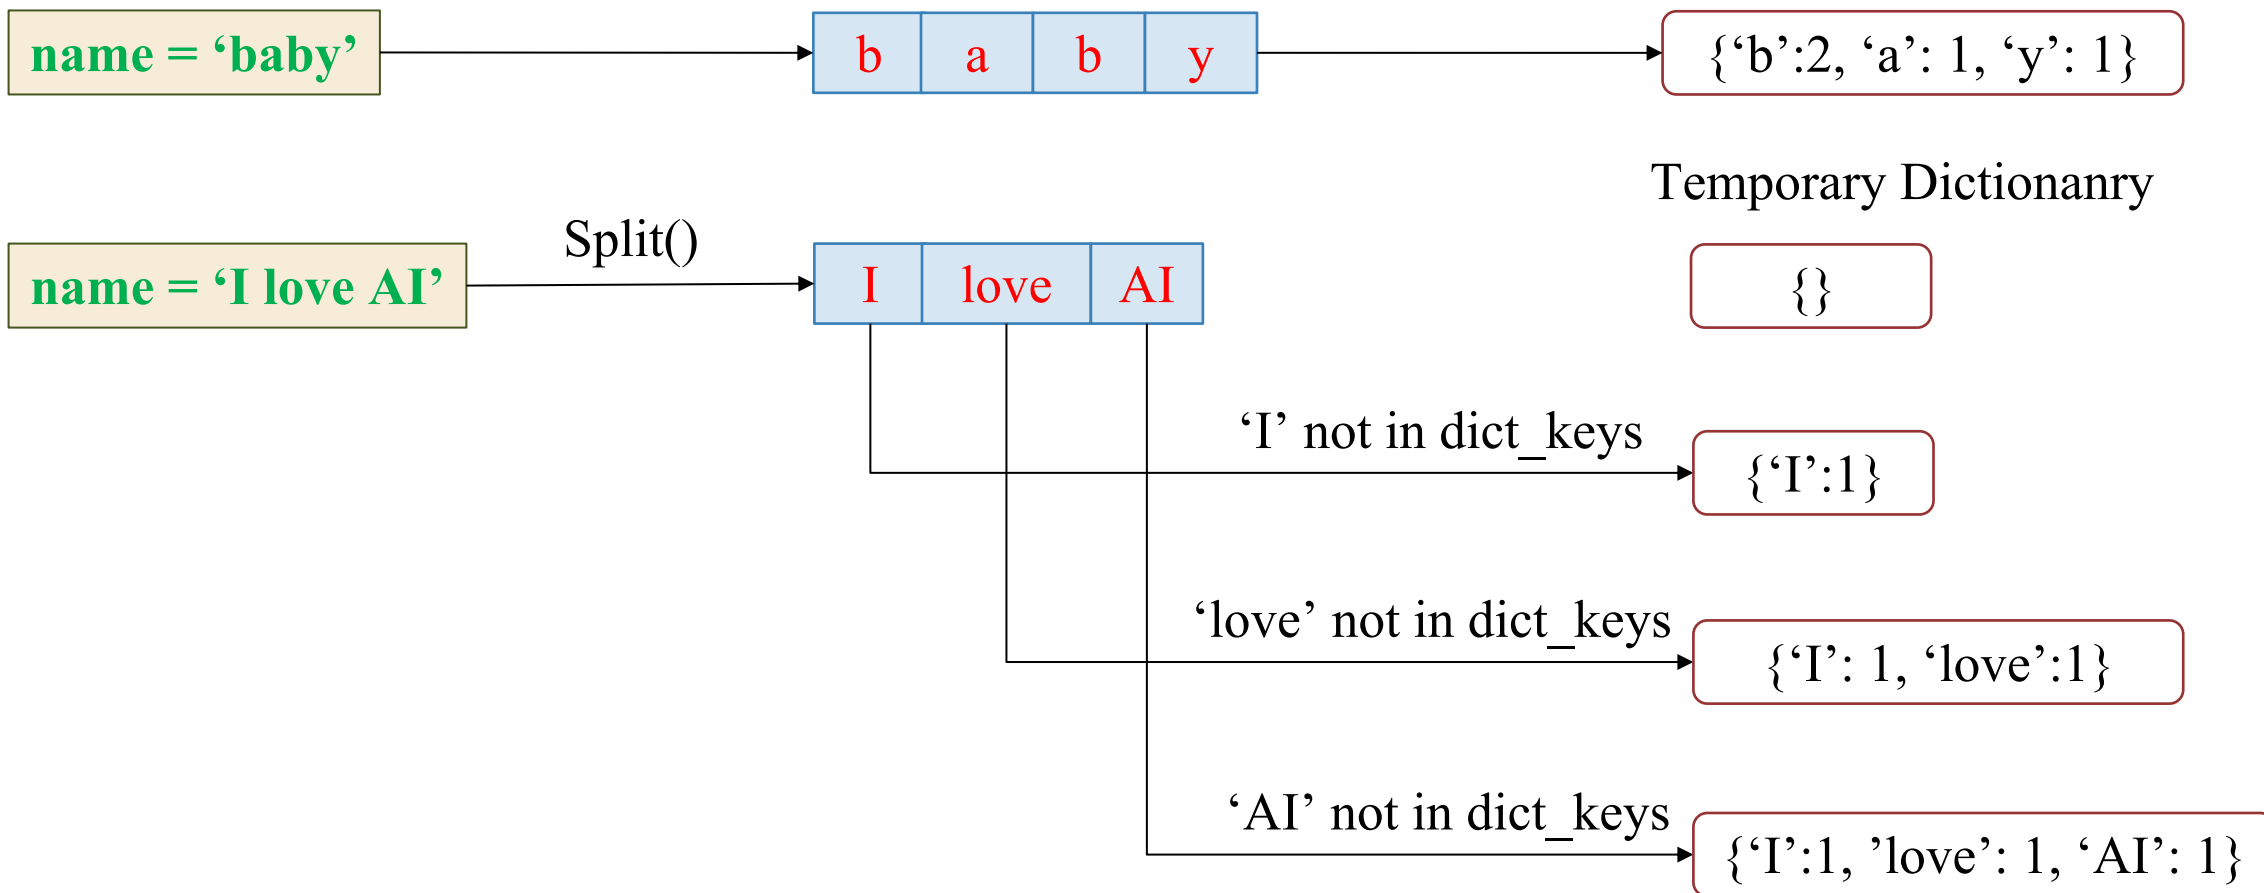 name = ‘baby’
b a b y
{‘b’:2, ‘a’: 1, ‘y’: 1}
Temporary Dictionanry
name = ‘I love AI’
Split()
I love AI
{}
‘I’ not in dict_keys
{‘I’:1}
‘love’ not in dict_keys
{‘I’: 1, ‘love’:1}
‘AI’ not in dict_keys
{‘I’:1, ’love’: 1, ‘AI’: 1}